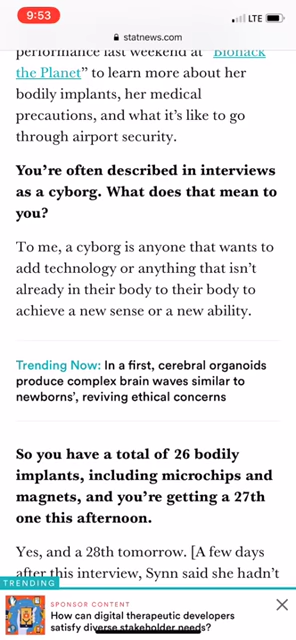 9:53
LTE
statnews.com
performance last weekend at “Biohack
the Planet” to learn more about her
bodily implants, her medical
precautions, and what it’s like to go
through airport security.
You’re often described in interviews
as a cyborg. What does that mean to
you?
To me, a cyborg is anyone that wants to
add technology or anything that isn’t
already in their body to their body to
achieve a new sense or a new ability.
Trending Now: In a first, cerebral organoids
produce complex brain waves similar to
newborns’, reviving ethical concerns
So you have a total of 26 bodily
implants, including microchips and
magnets, and you’re getting a 27th
one this afternoon.
Yes, and a 28th tomorrow. [A few days
after this interview, Synn said she hadn’t
TRENDING
SPONSOR CONTENT
How can digital therapeutic developers
satisfy diverse stakeholder needs?